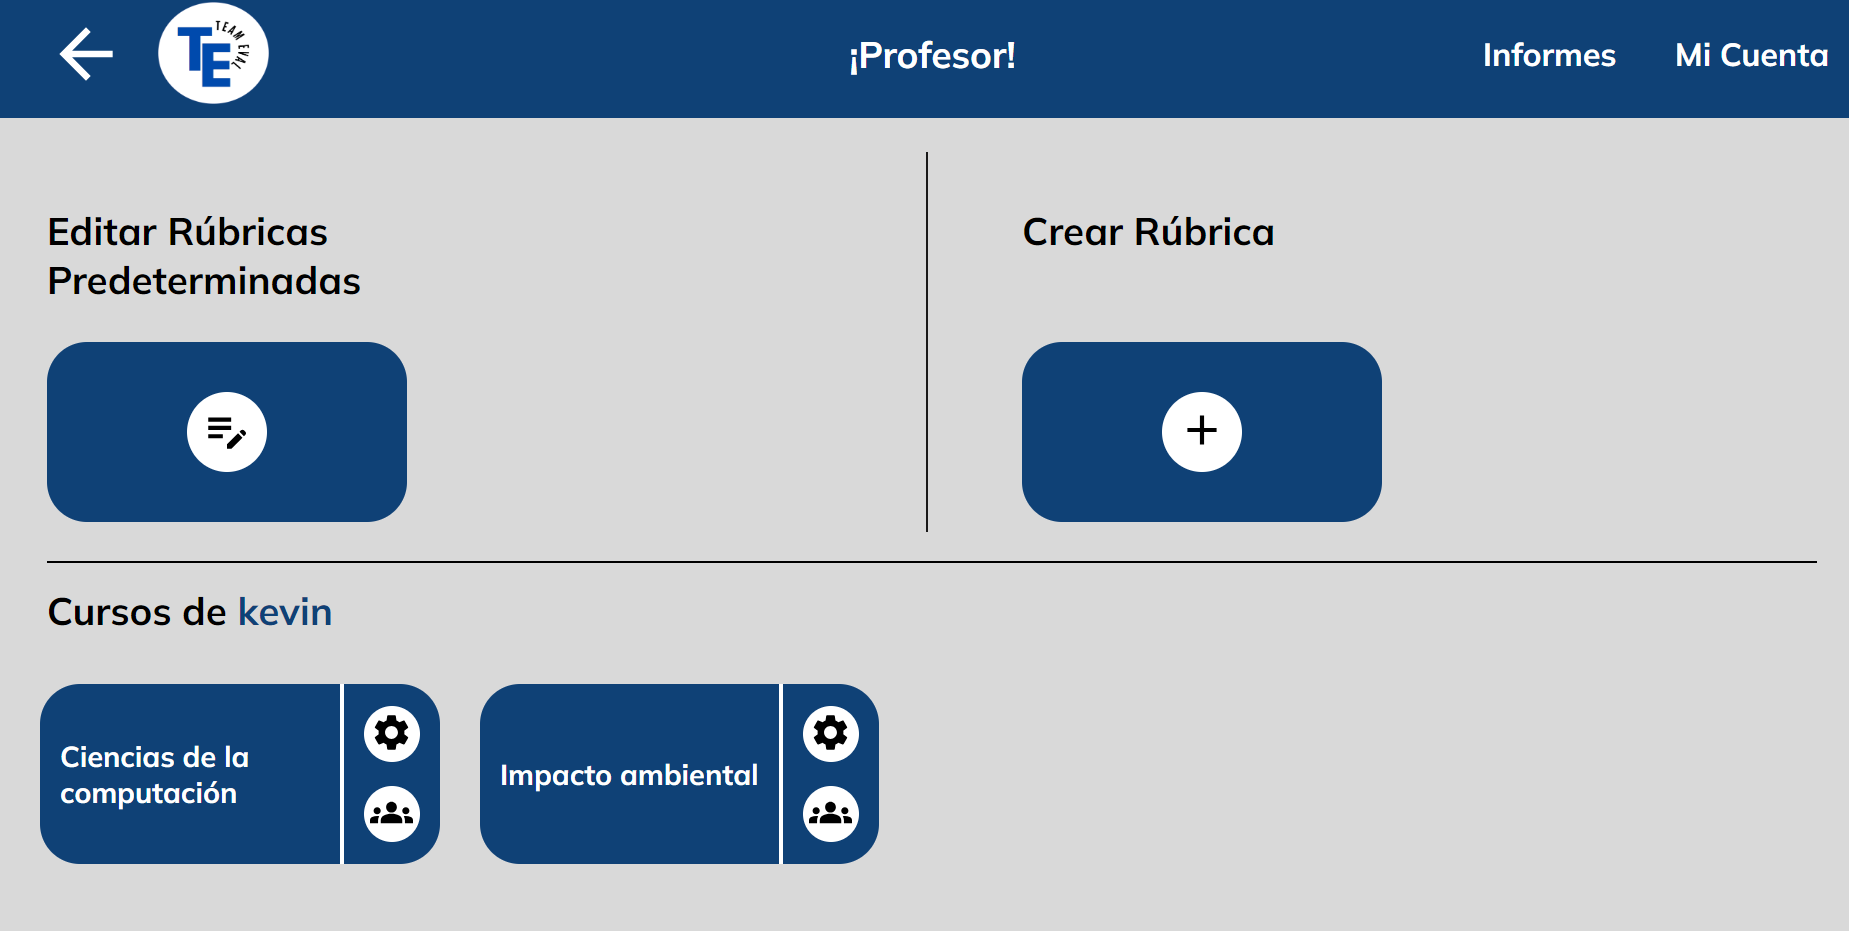 TE TEAM EVAL
¡Profesor!
Informes
Mi Cuenta
Editar Rúbricas
Predeterminadas
Crear Rúbrica
Cursos de kevin
Ciencias de la
computación
Impacto ambiental